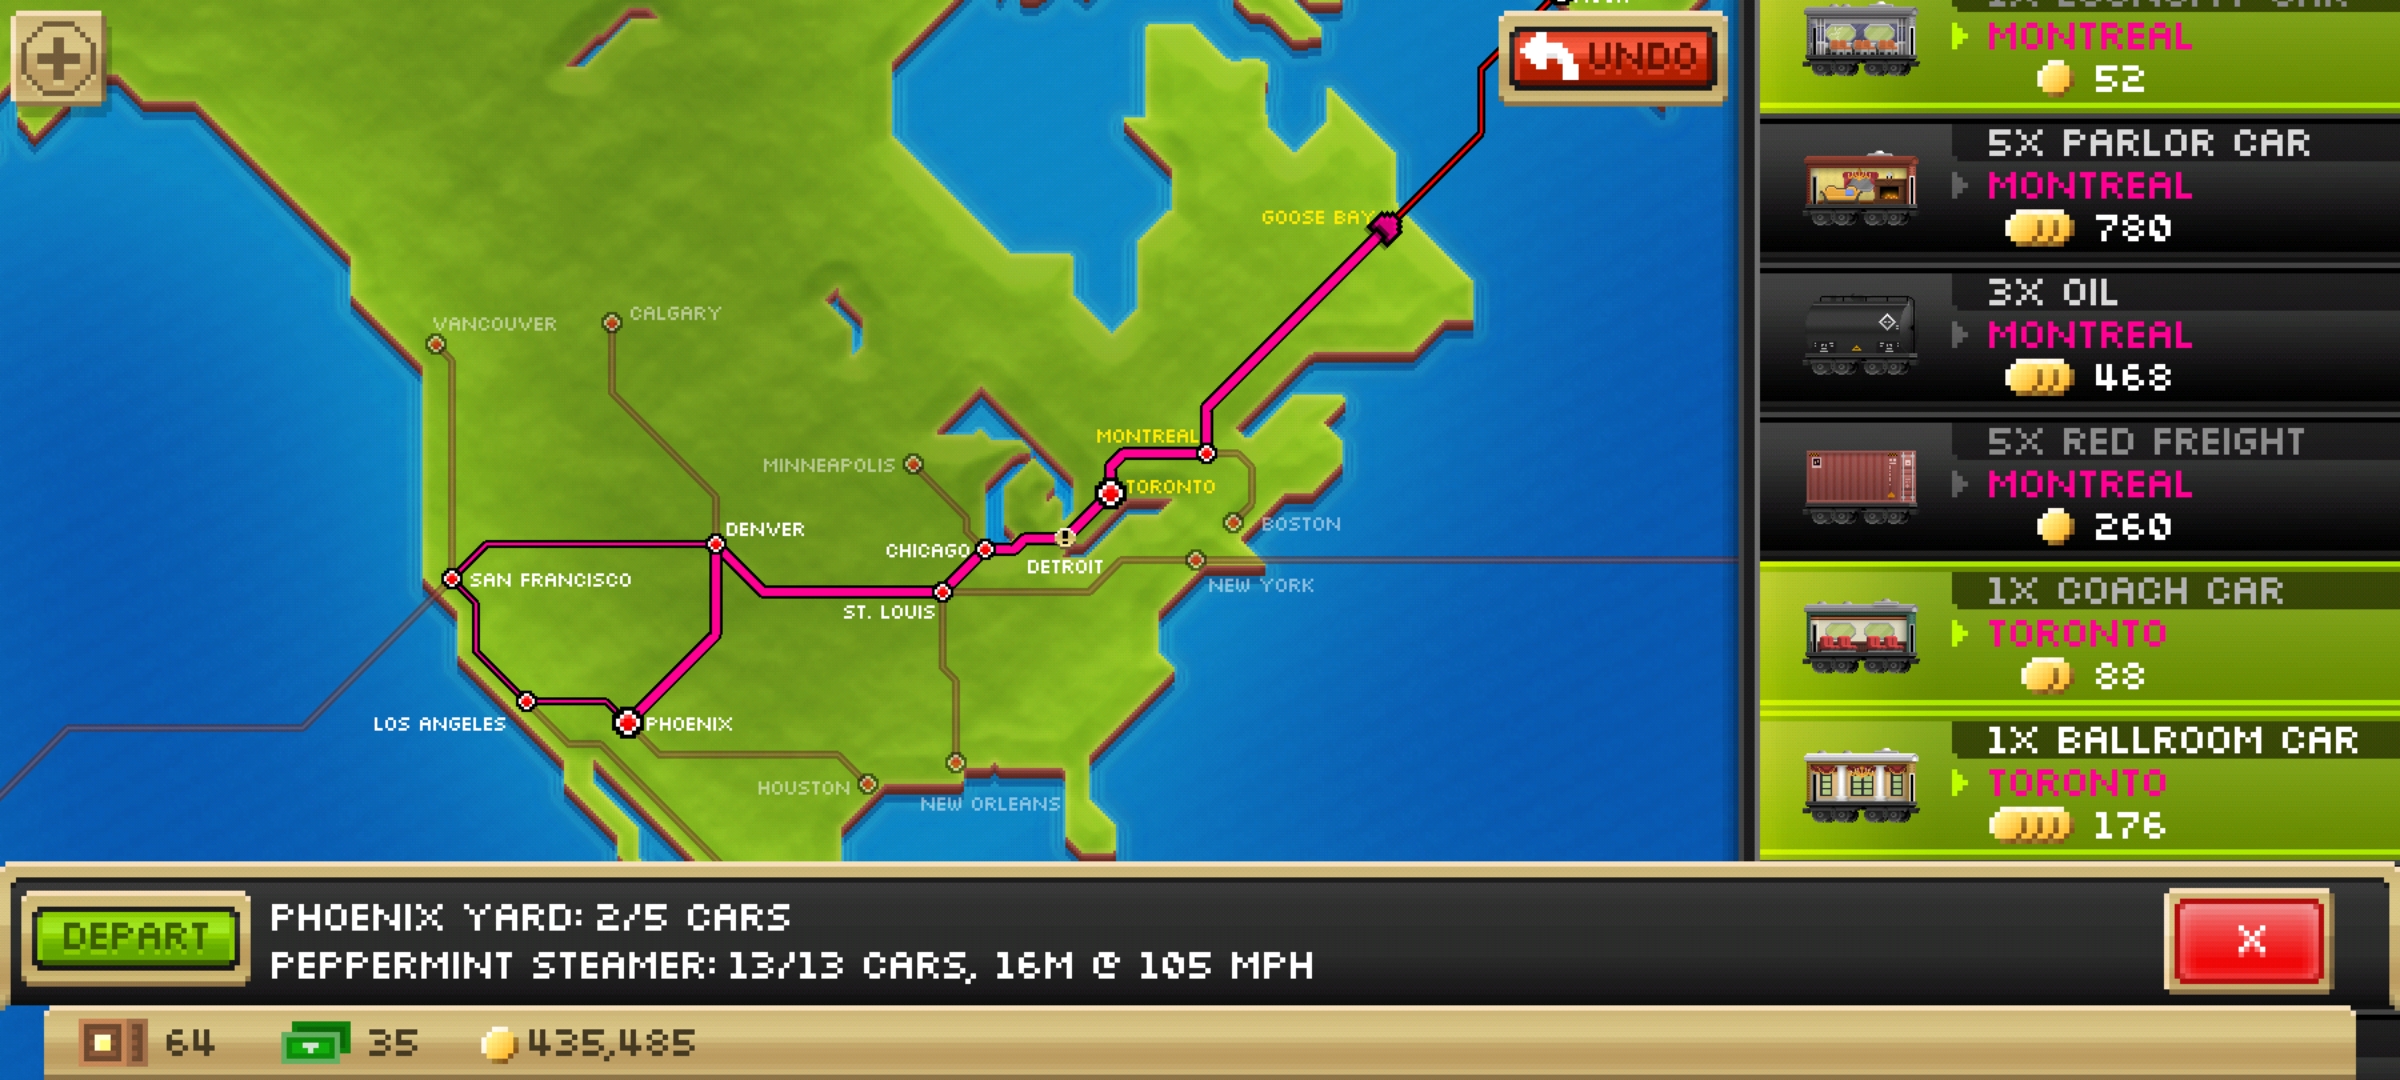 UNDO
1X ECONOMY CAR
MONTREAL
52
5X PARLOR CAR
MONTREAL
780
3X OIL
MONTREAL
468
5X RED FREIGHT
MONTREAL
260
1X COACH CAR
TORONTO
88
1X BALLROOM CAR
TORONTO
176
GOOSE BAY
VANCOUVER
CALGARY
MONTREAL
MINNEAPOLIS
TORONTO
BOSTON
DENVER
CHICAGO
DETROIT
SAN FRANCISCO
NEW YORK
ST. LOUIS
LOS ANGELES
PHOENIX
HOUSTON
NEW ORLEANS
DEPART
PHOENIX YARD: 2/5 CARS
PEPPERMINT STEAMER: 13/13 CARS, 16M @ 105 MPH
X
64
35
435,485